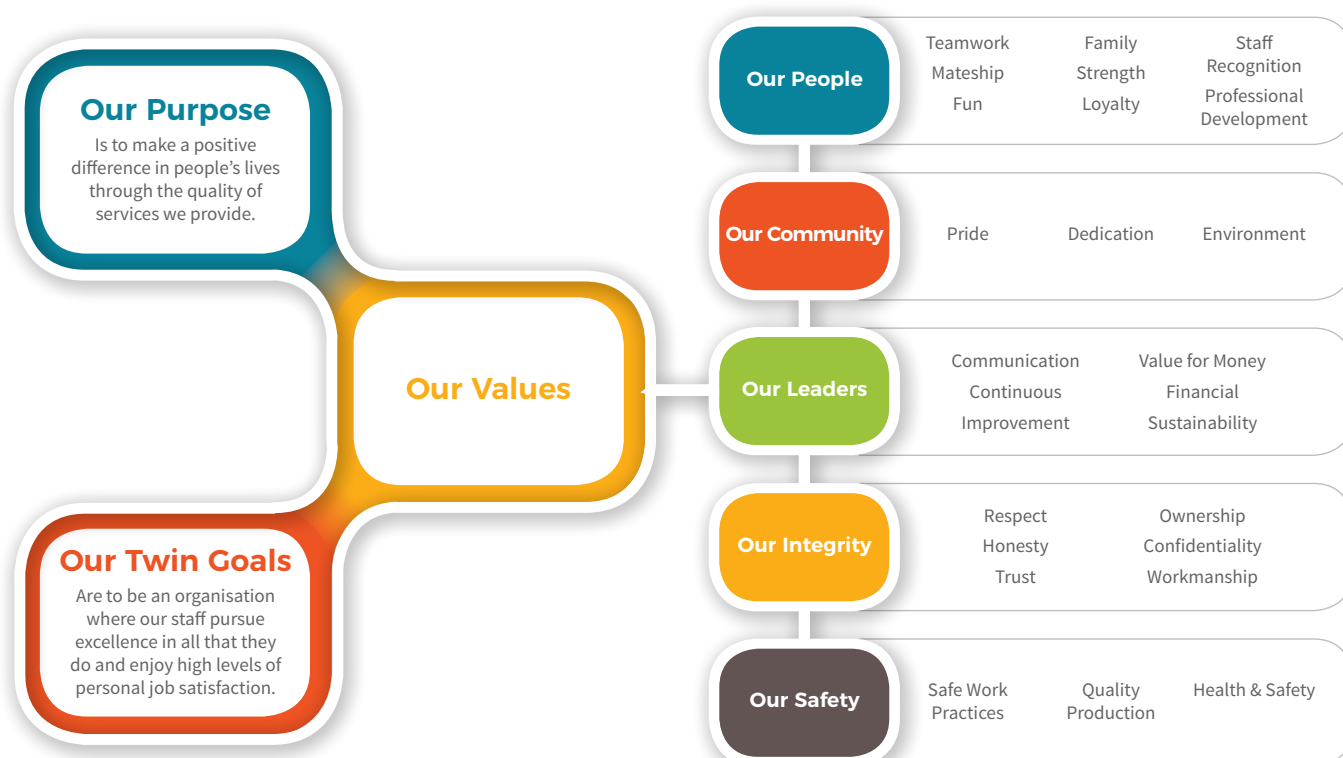 Our Purpose
Is to make a positive
difference in people's lives
through the quality of
services we provide.
Our Values
Our Twin Goals
Are to be an organisation
where our staff pursue
excellence in all that they
do and enjoy high levels of
personal job satisfaction.
Our People
Teamwork
Mateship
Fun
Family
Strength
Loyalty
Staff
Recognition
Professional
Development
Our Community
Pride
Dedication
Environment
Our Leaders
Communication
Continuous
Improvement
Value for Money
Financial
Sustainability
Our Integrity
Respect
Honesty
Trust
Ownership
Confidentiality
Workmanship
Our Safety
Safe Work
Practices
Quality
Production
Health & Safety